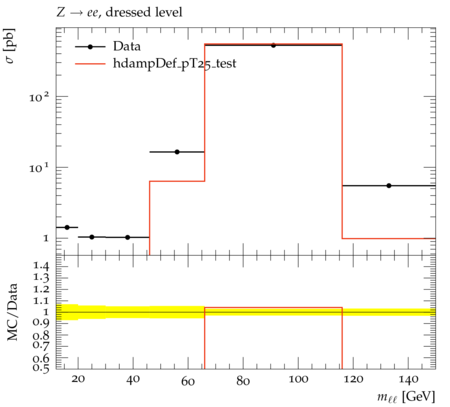 Z → ee, dressed level
σ [pb]
Data
hdampDef_pT25_test
10²
10¹
1
MC/Data
1.4
1.3
1.2
1.1
1
0.9
0.8
0.7
0.6
0.5
20 40 60 80 100 120 140
mℓℓ [GeV]